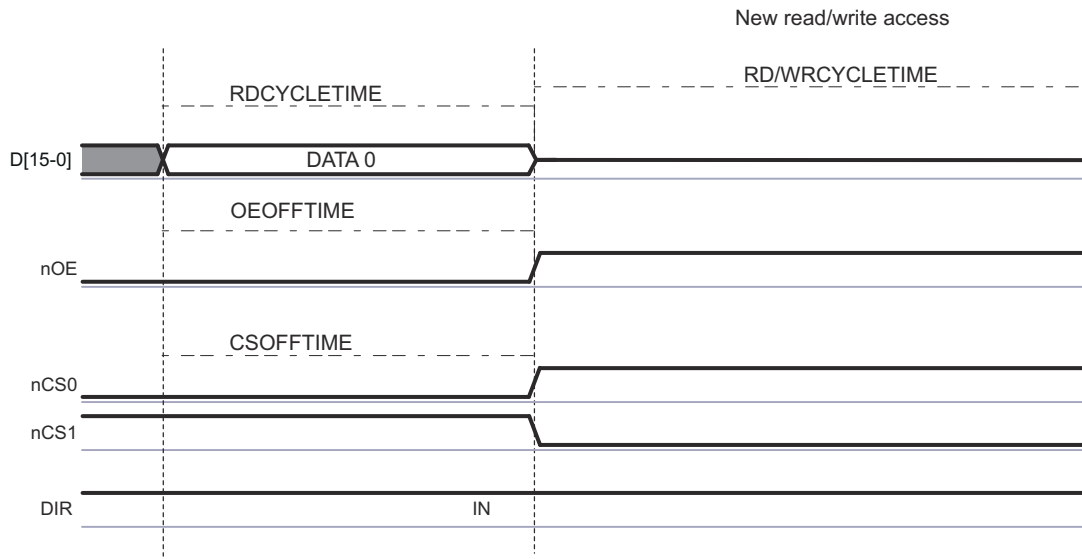 New read/write access
RDCYCLETIME
RD/WRCYCLETIME
D[15-0]
DATA 0
OEOFFTIME
nOE
CSOFFTIME
nCS0
nCS1
DIR
IN